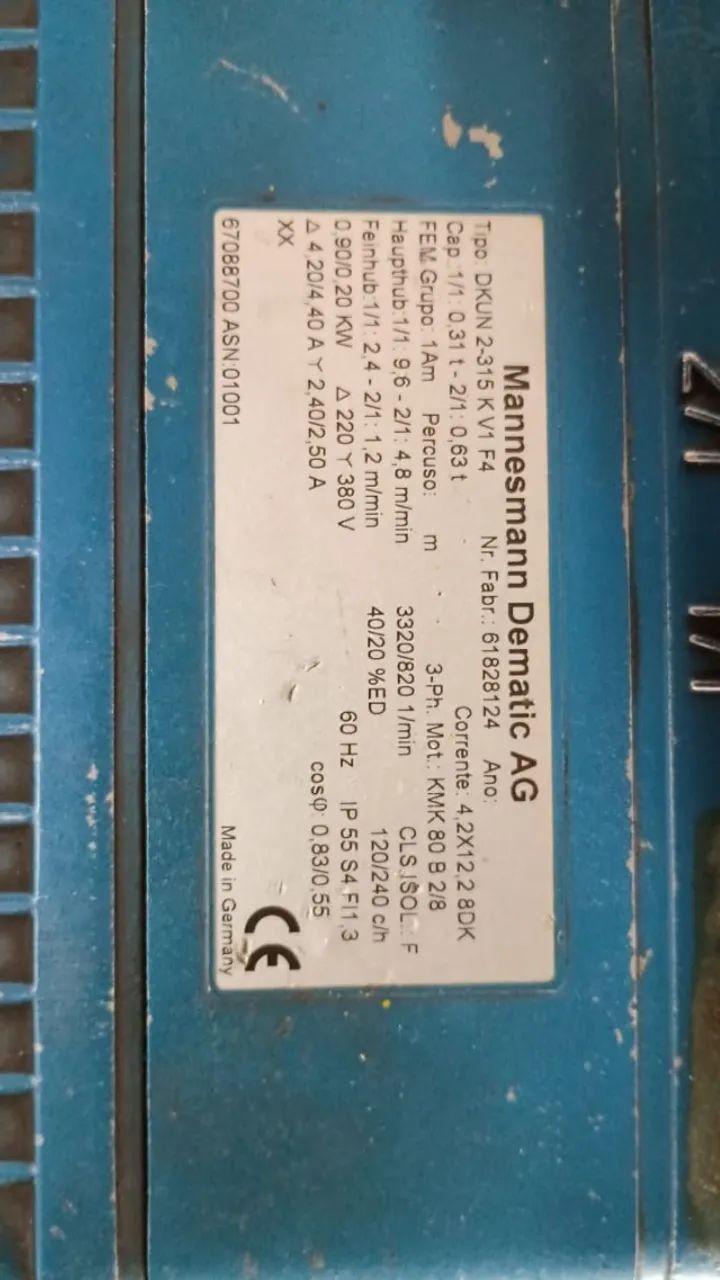 Mannesmann Dematic AG
Tipo: DKUN 2-315 K V1 F4 Nr. Fabr.: 61828124 Ano:
Cap. 1/1: 0,31 t - 2/1: 0,63 t Corrente: 4,2X12,2 8DK
FEM.Grupo: 1Am Percuso: m 3-Ph. Mot.: KMK 80 B 2/8
Haupthub:1/1: 9,6 - 2/1: 4,8 m/min 3320/820 1/min CLS.ISOL.: F
Feinhub:1/1: 2,4 - 2/1: 1,2 m/min 40/20 %ED 120/240 c/h
0,90/0,20 KW Δ 220 Y 380 V 60 Hz IP 55 S4 FI1,3
Δ 4,20/4,40 A Y 2,40/2,50 A cosφ: 0,83/0,55
XX
CE
67088700 ASN:01001 Made in Germany